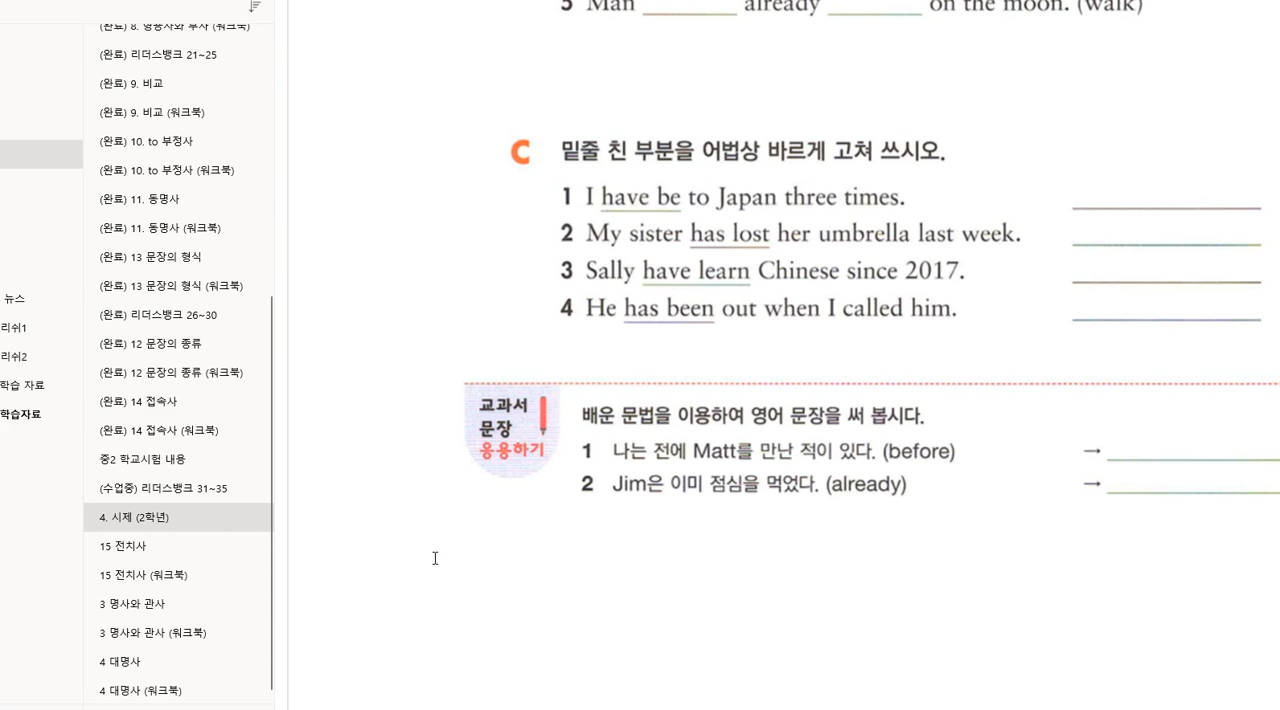 (완료) 8. 형용사와 부사 (워크북)
(완료) 리더스뱅크 21~25
(완료) 9. 비교
(완료) 9. 비교 (워크북)
(완료) 10. to 부정사
(완료) 10. to 부정사 (워크북)
(완료) 11. 동명사
(완료) 11. 동명사 (워크북)
(완료) 13 문장의 형식
(완료) 13 문장의 형식 (워크북)
(완료) 리더스뱅크 26~30
(완료) 12 문장의 종류
(완료) 12 문장의 종류 (워크북)
(완료) 14 접속사
(완료) 14 접속사 (워크북)
중2 학교시험 내용
(수업중) 리더스뱅크 31~35
4. 시제 (2학년)
15 전치사
15 전치사 (워크북)
3 명사와 관사
3 명사와 관사 (워크북)
4 대명사
4 대명사 (워크북)
뉴스
리쉬1
리쉬2
학습 자료
학습자료
5 Man ________ already ________ on the moon. (walk)
C 밑줄 친 부분을 어법상 바르게 고쳐 쓰시오.
1 I have be to Japan three times.
2 My sister has lost her umbrella last week.
3 Sally have learn Chinese since 2017.
4 He has been out when I called him.
교과서
문장
응용하기
배운 문법을 이용하여 영어 문장을 써 봅시다.
1 나는 전에 Matt를 만난 적이 있다. (before) →
2 Jim은 이미 점심을 먹었다. (already) →